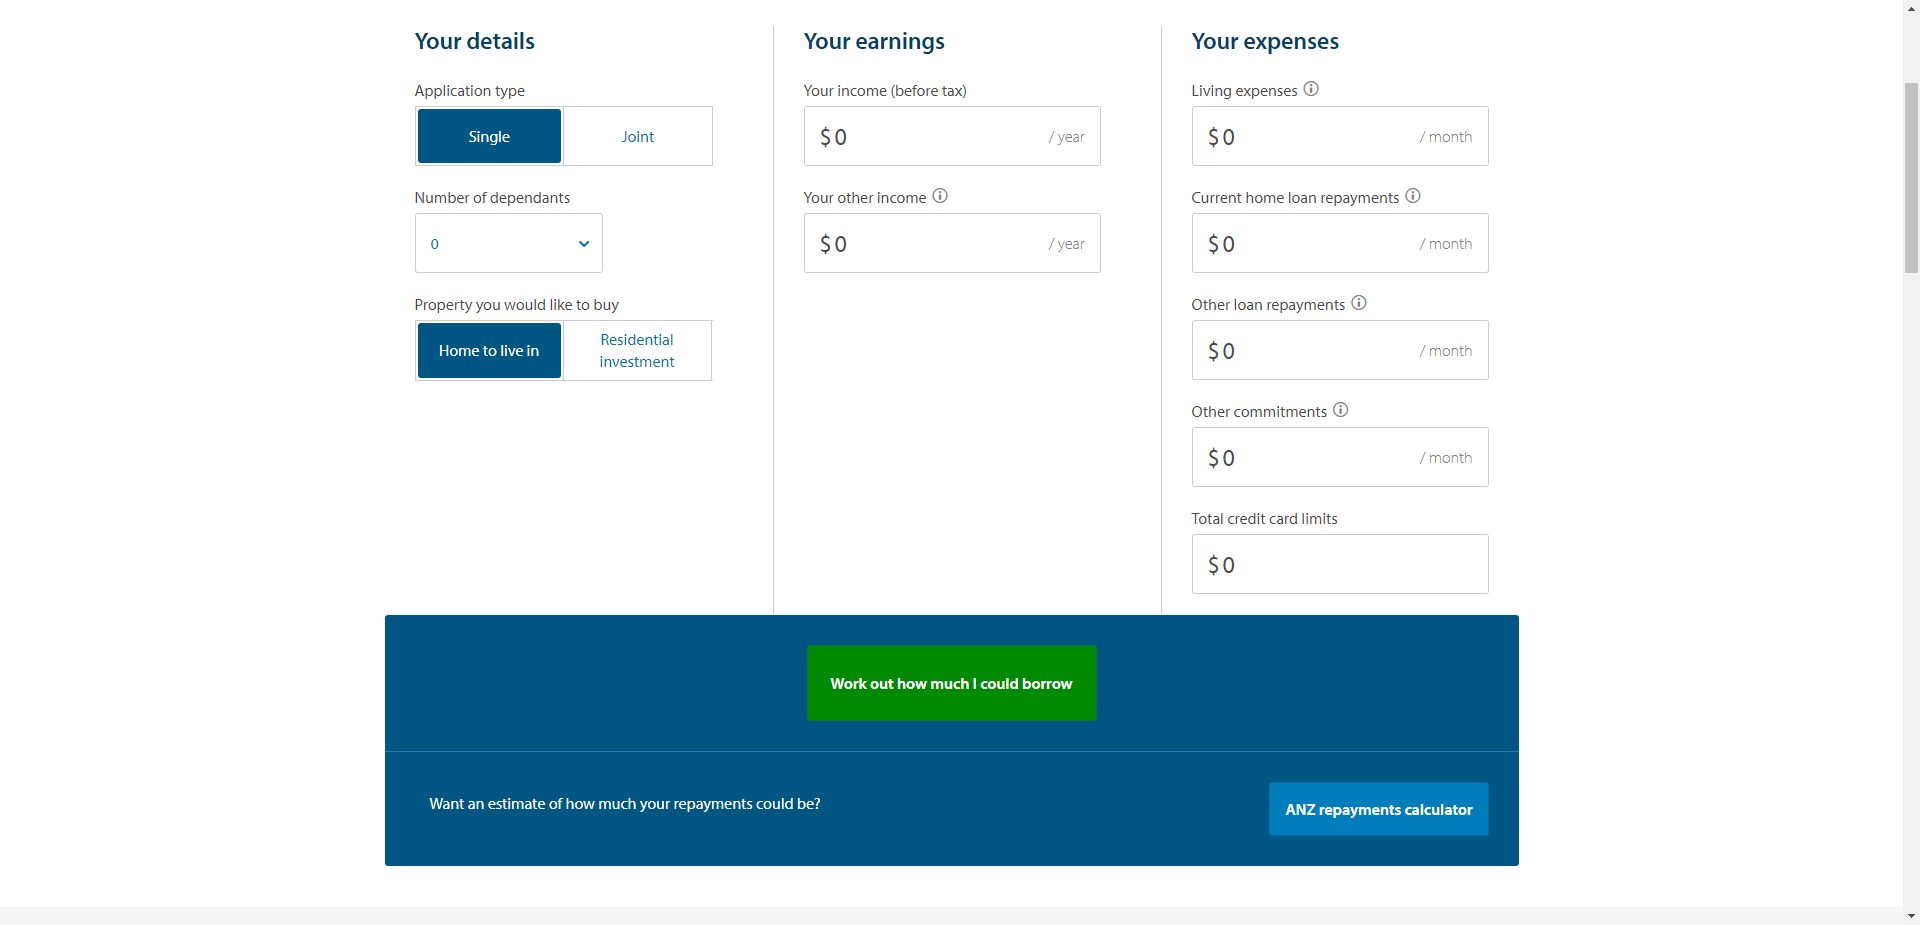 Your details
Application type
Single
Joint
Number of dependants
0
Property you would like to buy
Home to live in
Residential
investment
Your earnings
Your income (before tax)
$0
/ year
Your other income
$0
/ year
Your expenses
Living expenses
$0
/ month
Current home loan repayments
$0
/ month
Other loan repayments
$0
/ month
Other commitments
$0
/ month
Total credit card limits
$0
Work out how much I could borrow
Want an estimate of how much your repayments could be?
ANZ repayments calculator